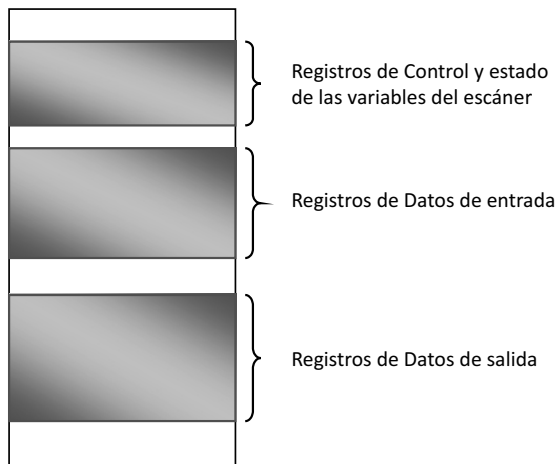 Registros de Control y estado
de las variables del escáner
Registros de Datos de entrada
Registros de Datos de salida